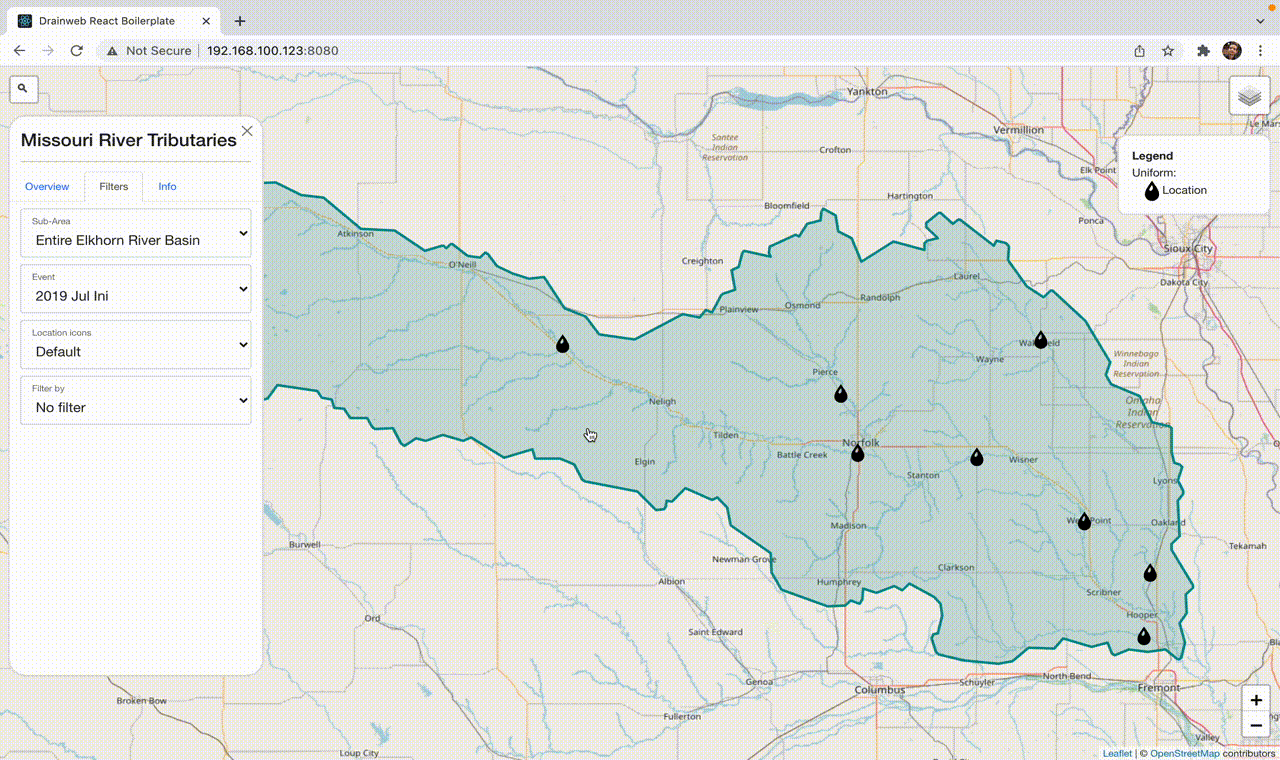 Drainweb React Boilerplate
Not Secure
192.168.100.123:8080
Missouri River Tributaries
Overview
Filters
Info
Sub-Area
Entire Elkhorn River Basin
Event
2019 Jul Ini
Location icons
Default
Filter by
No filter
Legend
Uniform:
Location
Yankton
Vermillion
Le Mars
Santee
Indian
Reservation
Crofton
Elk Point
Bloomfield
Hartington
Ponca
Atkinson
O'Neill
Creighton
Laurel
Sioux City
Dakota City
Plainview
Osmond
Randolph
Wakefield
Wayne
Winnebago
Indian
Reservation
Pierce
Neligh
Omaha
Indian
Reservation
Tilden
Norfolk
Battle Creek
Elgin
Stanton
Wisner
Lyons
Madison
West Point
Oakland
Burwell
Newman Grove
Tekamah
Albion
Humphrey
Clarkson
Scribner
Hooper
Ord
Saint Edward
Genoa
Columbus
Schuyler
North Bend
Fremont
Broken Bow
Fullerton
Valley
Loup City
+
−
Leaflet | © OpenStreetMap contributors